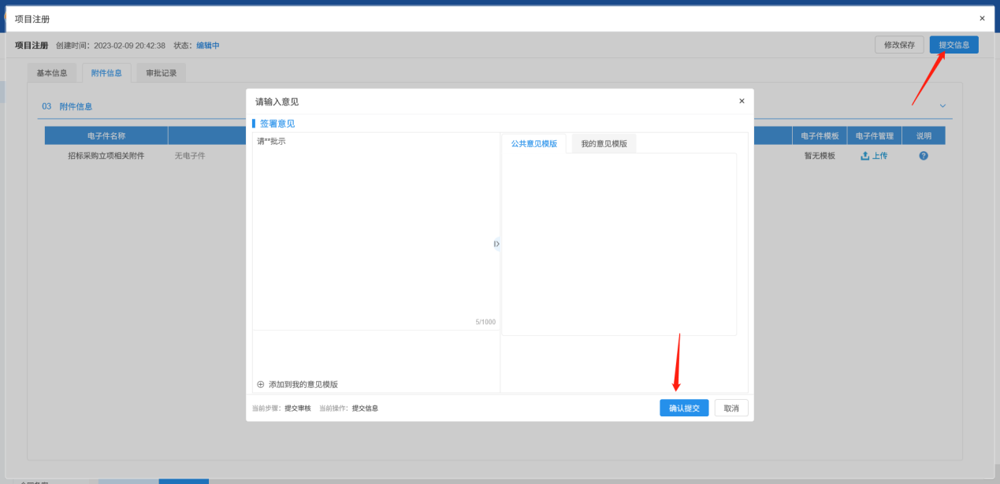 项目注册
×
项目注册 创建时间：2023-02-09 20:42:38 状态：编辑中 修改保存 提交信息
基本信息 附件信息 审批记录
03 附件信息
电子件名称 电子件模板 电子件管理 说明
招标采购立项相关附件 无电子件 暂无模板 上传 ?
请输入意见 ×
签署意见
请**批示
公共意见模版 我的意见模版
5/1000
添加到我的意见模版
当前步骤：提交审核 当前操作：提交信息 确认提交 取消